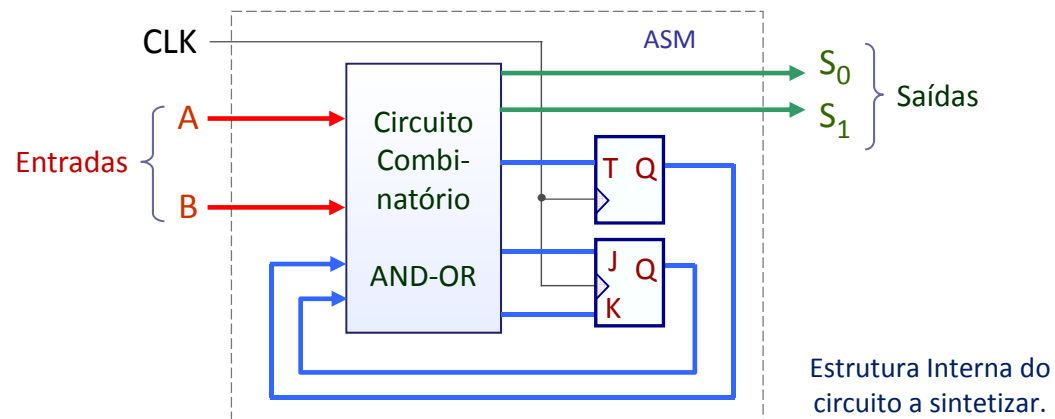 CLK
ASM
S0
S1
Saídas
A
B
Entradas
Circuito
Combi-
natório
AND-OR
T Q
J Q
K
Estrutura Interna do
circuito a sintetizar.